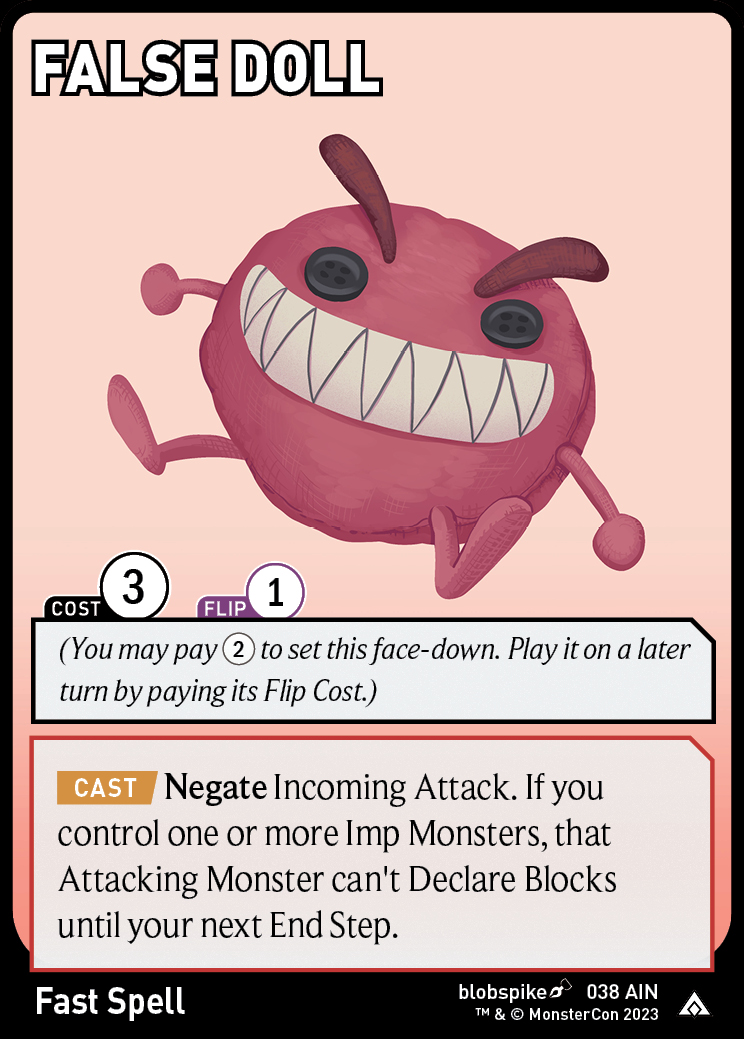 FALSE DOLL
COST 3 FLIP 1
(You may pay 2 to set this face-down. Play it on a later
turn by paying its Flip Cost.)
CAST Negate Incoming Attack. If you
control one or more Imp Monsters, that
Attacking Monster can't Declare Blocks
until your next End Step.
Fast Spell
blobspike 038 AIN
™ & © MonsterCon 2023